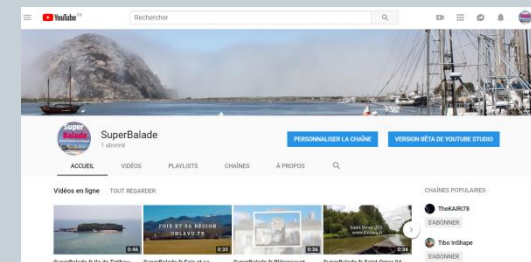 YouTube FR
Rechercher
Super
Balade
SuperBalade
1 abonné
PERSONNALISER LA CHAÎNE
VERSION BÊTA DE YOUTUBE STUDIO
ACCUEIL
VIDÉOS
PLAYLISTS
CHAÎNES
À PROPOS
Vidéos en ligne
TOUT REGARDER
CHAÎNES POPULAIRES
TheKAIRI78
S'ABONNER
Tibo InShape
S'ABONNER
FOIX ET SA RÉGION
ONLAVU.FR
0:46
0:35
0:36
0:34